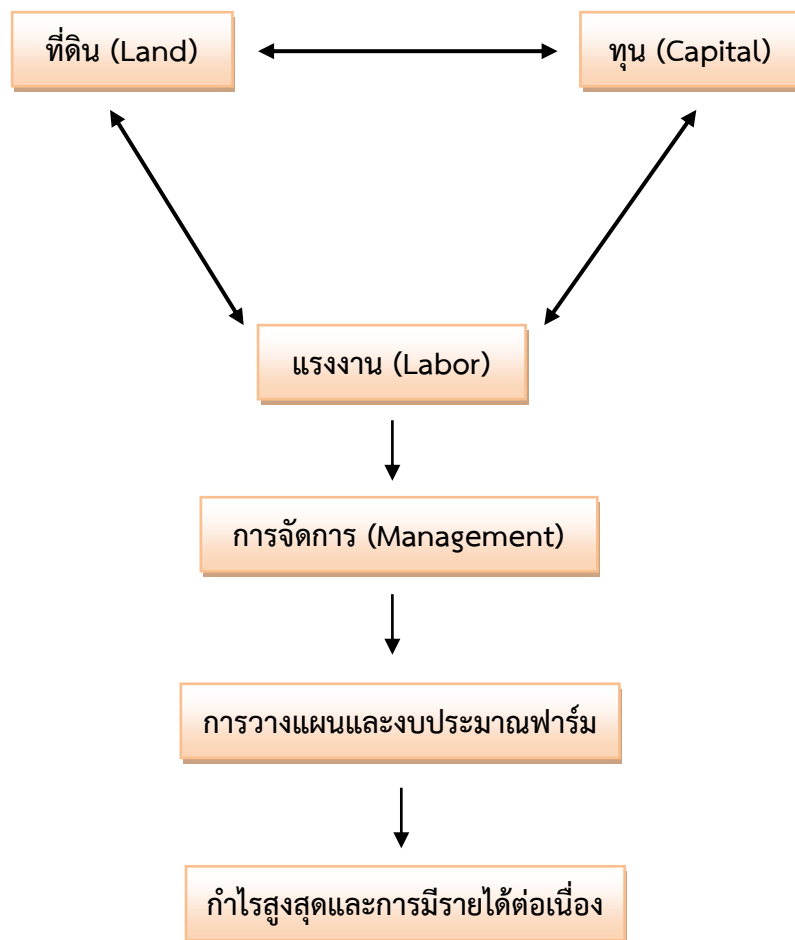 ที่ดิน (Land)
ทุน (Capital)
แรงงาน (Labor)
การจัดการ (Management)
การวางแผนและงบประมาณฟาร์ม
กำไรสูงสุดและการมีรายได้ต่อเนื่อง